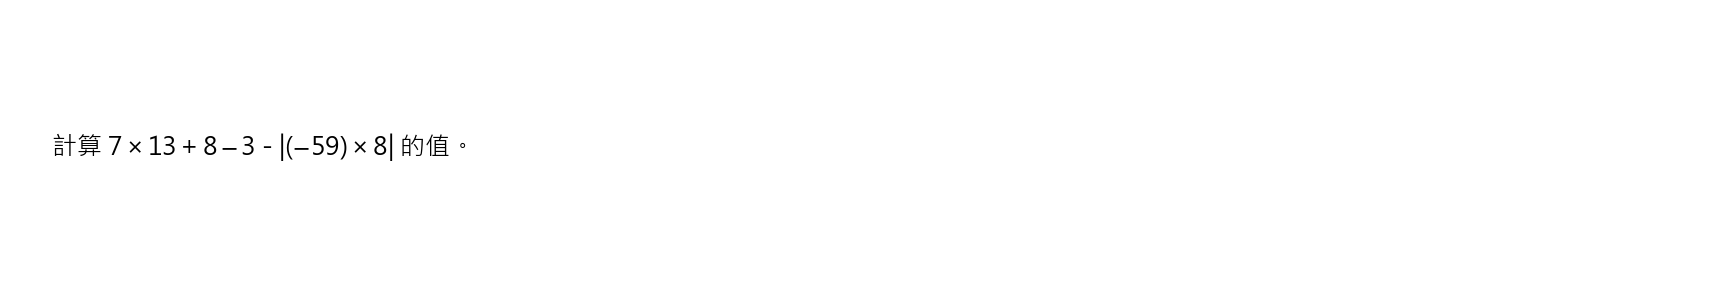 計算 7 × 13 + 8 – 3 - |(–59) × 8| 的值。